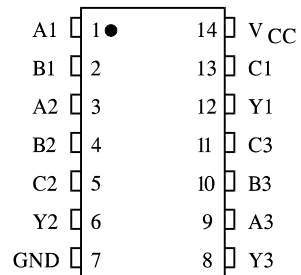 A1 1 14 VCC
B1 2 13 C1
A2 3 12 Y1
B2 4 11 C3
C2 5 10 B3
Y2 6 9 A3
GND 7 8 Y3